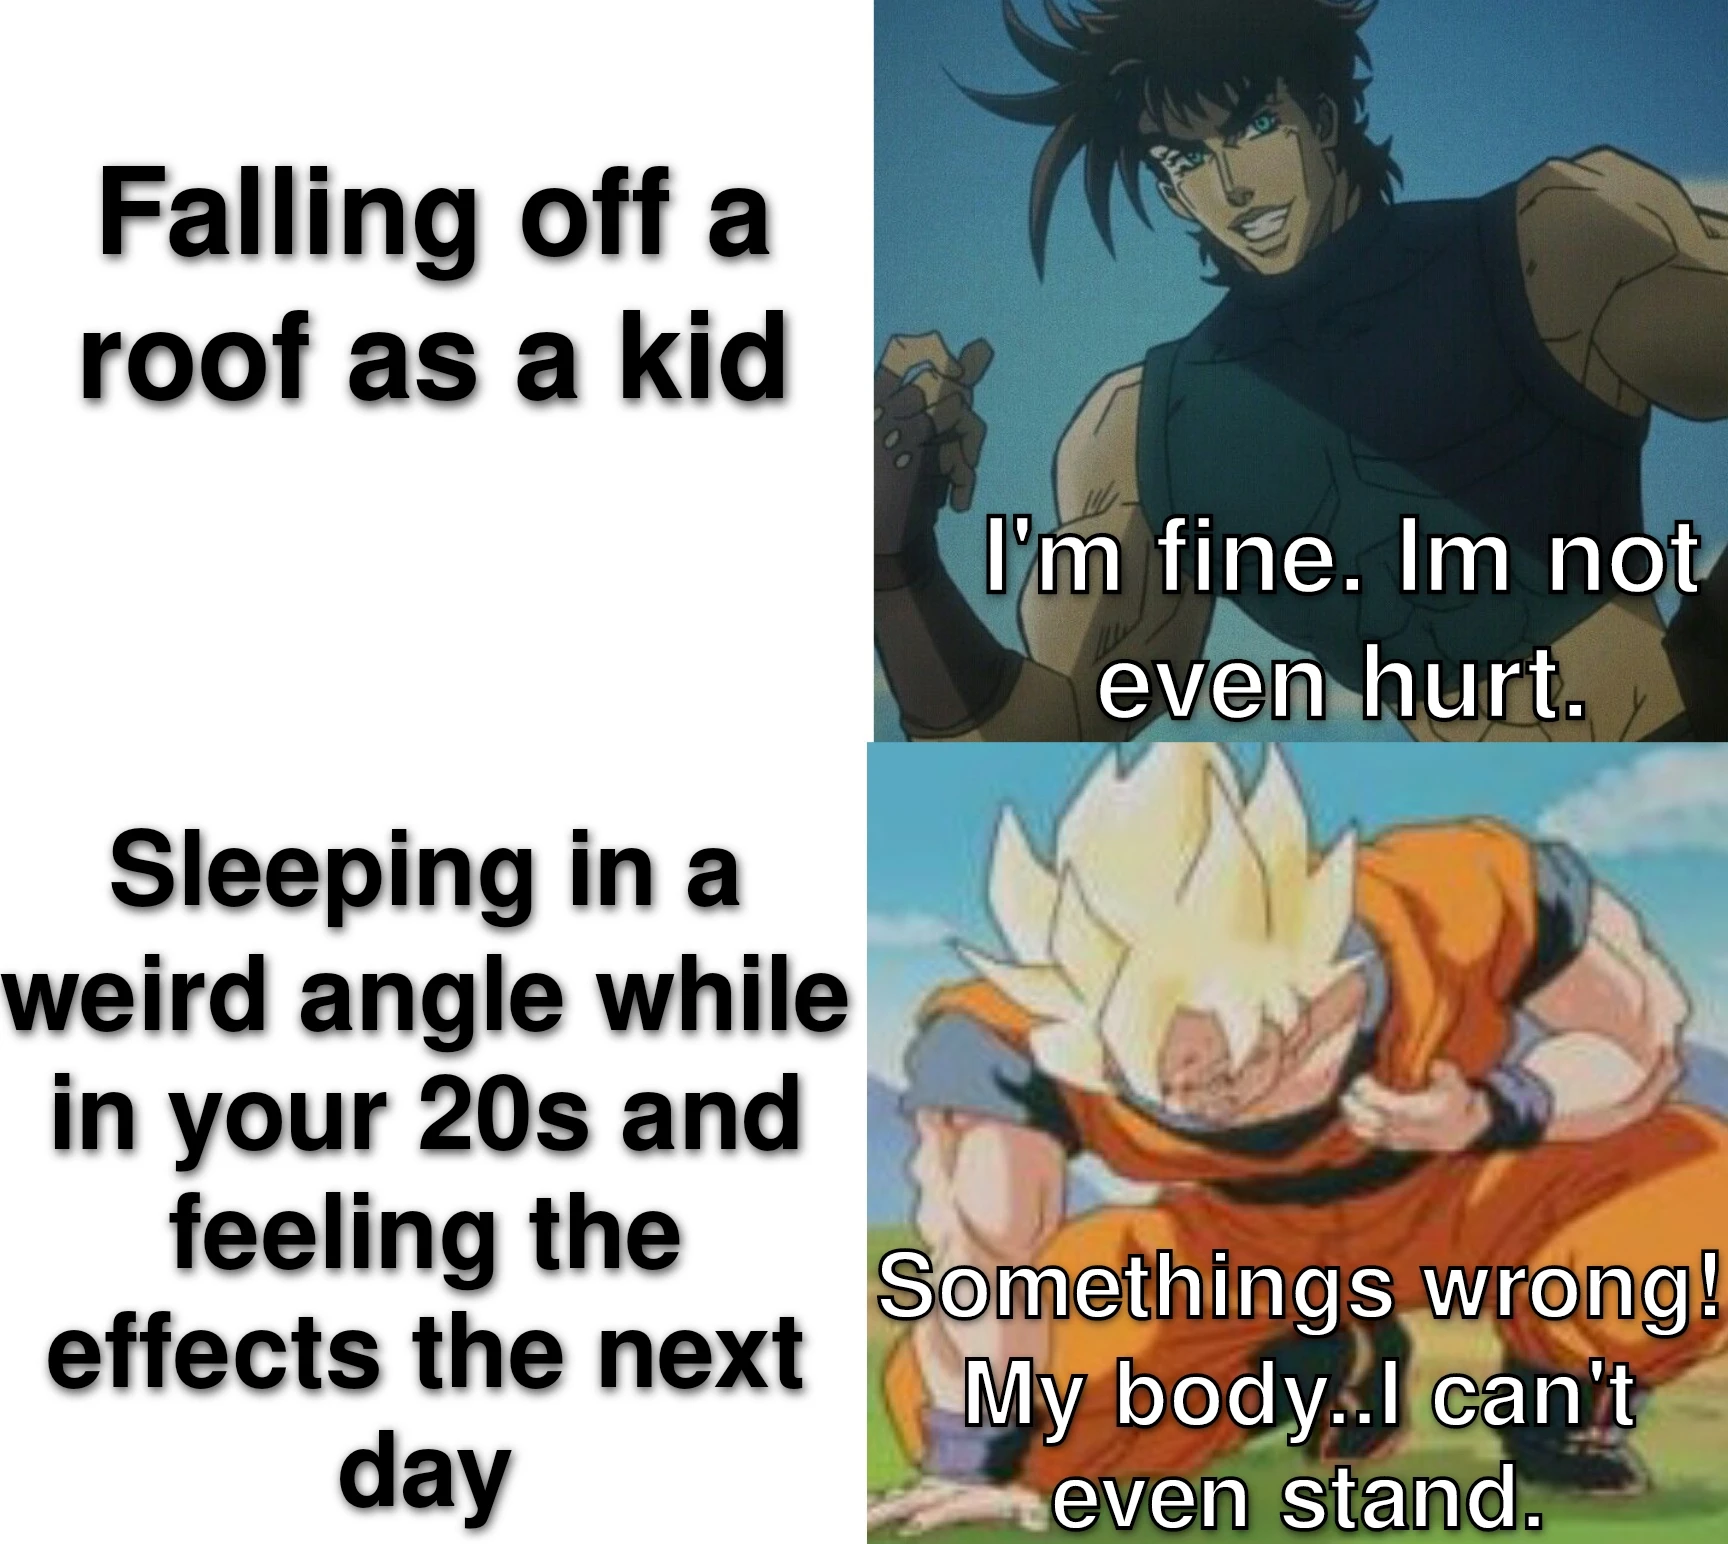 Falling off a
roof as a kid
I'm fine. Im not
even hurt.
Sleeping in a
weird angle while
in your 20s and
feeling the
effects the next
day
Somethings wrong!
My body..I can't
even stand.